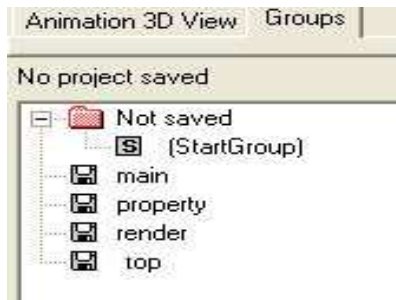 Animation 3D View Groups
No project saved
Not saved
S (StartGroup)
main
property
render
top